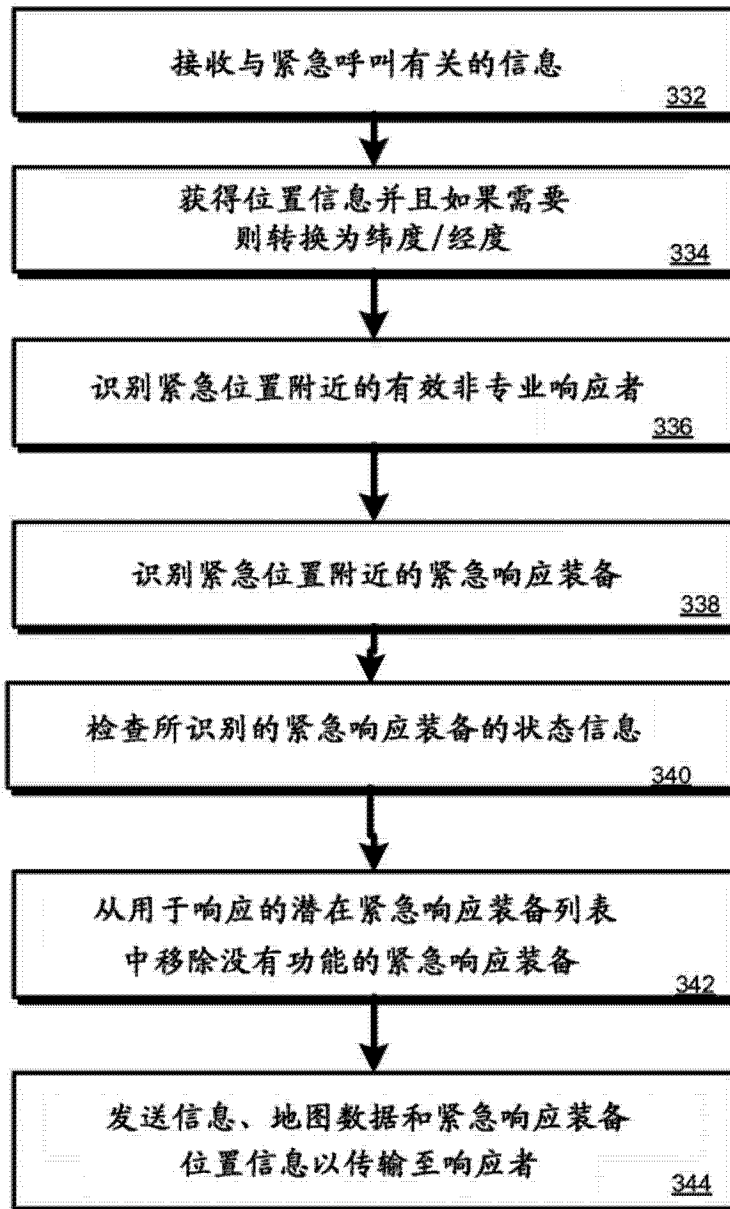 接收与紧急呼叫有关的信息
332
获得位置信息并且如果需要
则转换为纬度/经度
334
识别紧急位置附近的有效非专业响应者
336
识别紧急位置附近的紧急响应装备
338
检查所识别的紧急响应装备的状态信息
340
从用于响应的潜在紧急响应装备列表
中移除没有功能的紧急响应装备
342
发送信息、地图数据和紧急响应装备
位置信息以传输至响应者
344